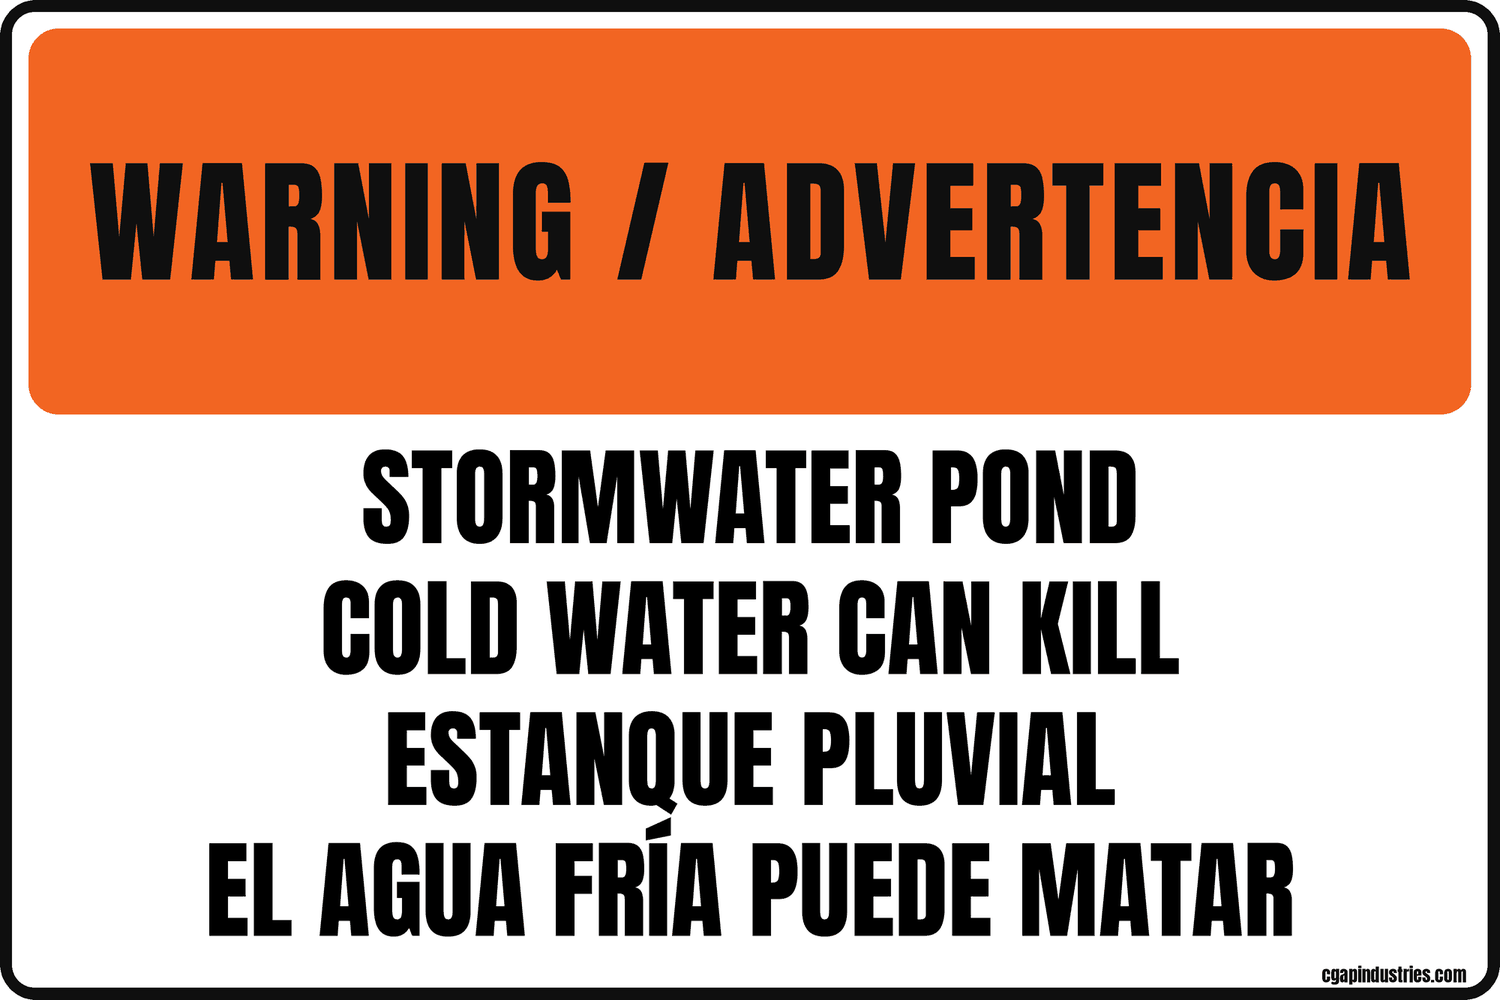 WARNING / ADVERTENCIA
STORMWATER POND
COLD WATER CAN KILL
ESTANQUE PLUVIAL
EL AGUA FRÍA PUEDE MATAR
cgapindustries.com